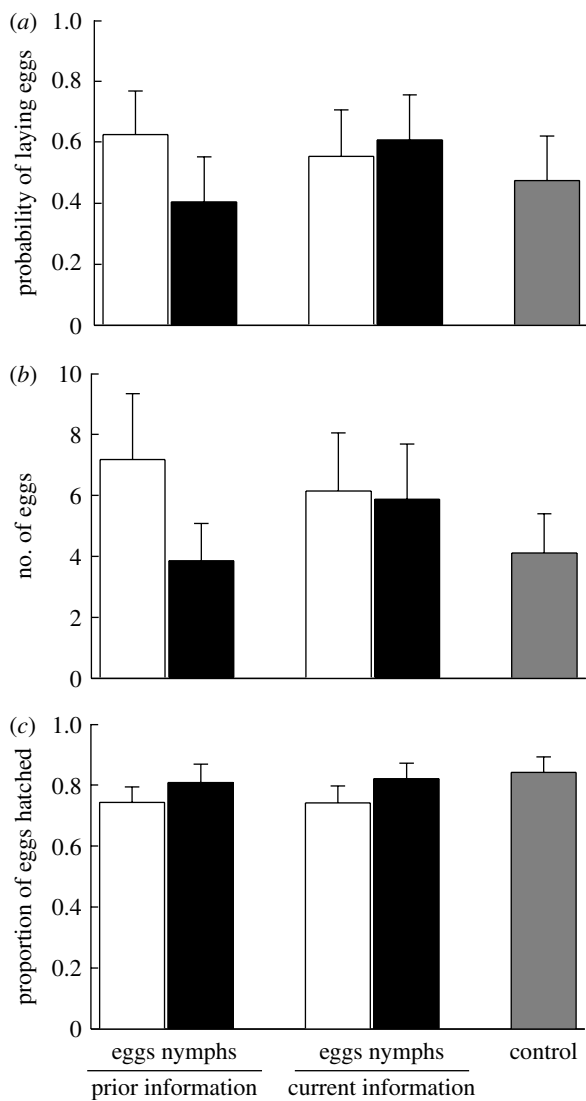 (a)
1.0
0.8
0.6
0.4
0.2
0
probability of laying eggs
(b)
10
8
6
4
2
0
no. of eggs
(c)
1.0
0.8
0.6
0.4
0.2
0
proportion of eggs hatched
eggs nymphs eggs nymphs control
prior information current information